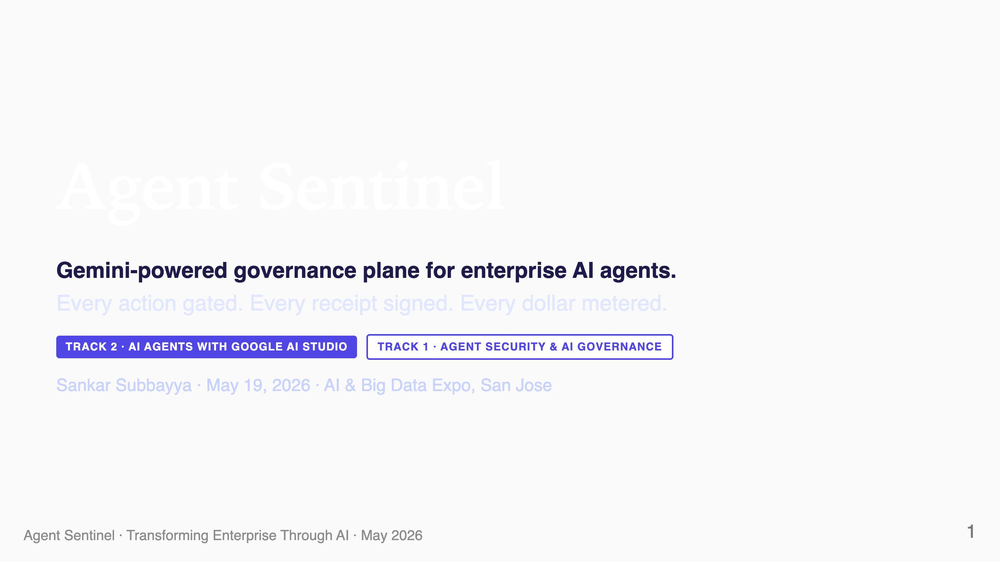 Agent Sentinel
Gemini-powered governance plane for enterprise AI agents.
Every action gated. Every receipt signed. Every dollar metered.
TRACK 2 · AI AGENTS WITH GOOGLE AI STUDIO
TRACK 1 · AGENT SECURITY & AI GOVERNANCE
Sankar Subbayya · May 19, 2026 · AI & Big Data Expo, San Jose
Agent Sentinel · Transforming Enterprise Through AI · May 2026
1